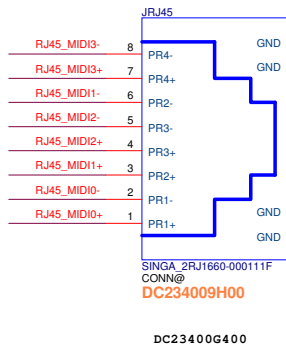 JRJ45
RJ45_MIDI3- 8 PR4- GND
RJ45_MIDI3+ 7 PR4+ GND
RJ45_MIDI1- 6 PR2-
RJ45_MIDI2- 5 PR3-
RJ45_MIDI2+ 4 PR3+
RJ45_MIDI1+ 3 PR2+
RJ45_MIDI0- 2 PR1- GND
RJ45_MIDI0+ 1 PR1+ GND
SINGA_2RJ1660-000111F
CONN@
DC234009H00
DC23400G400